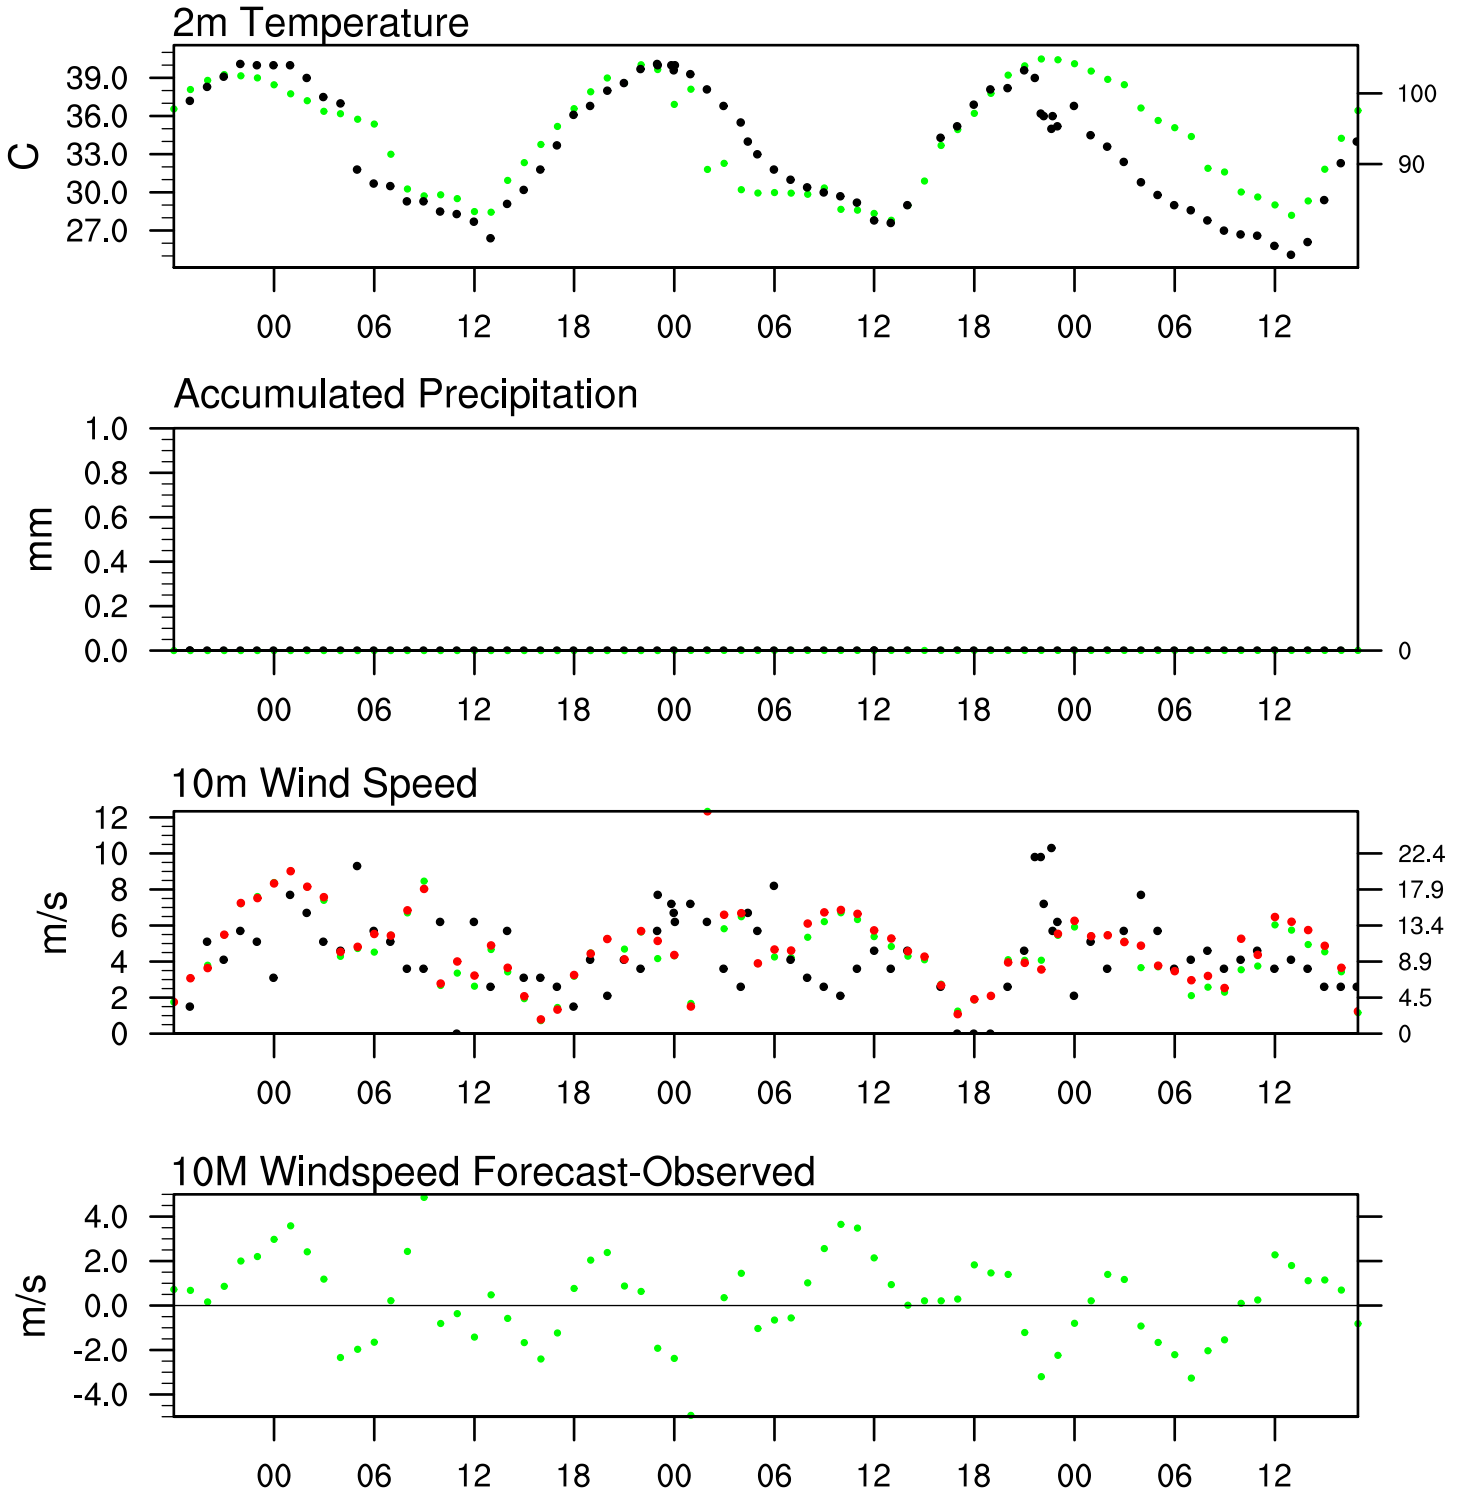 2m Temperature
39.0
36.0
33.0
30.0
27.0
C
100
90
00 06 12 18 00 06 12 18 00 06 12
Accumulated Precipitation
1.0
0.8
0.6
0.4
0.2
0.0
mm
0
00 06 12 18 00 06 12 18 00 06 12
10m Wind Speed
12
10
8
6
4
2
0
m/s
22.4
17.9
13.4
8.9
4.5
0
00 06 12 18 00 06 12 18 00 06 12
10M Windspeed Forecast-Observed
4.0
2.0
0.0
-2.0
-4.0
m/s
00 06 12 18 00 06 12 18 00 06 12